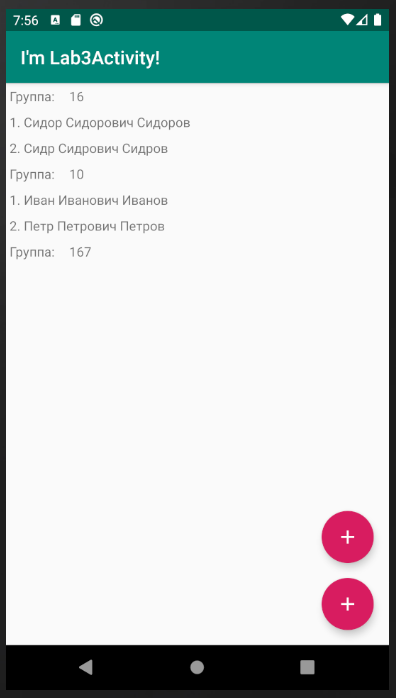 7:56
I'm Lab3Activity!
Группа: 16
1. Сидор Сидорович Сидоров
2. Сидр Сидрович Сидров
Группа: 10
1. Иван Иванович Иванов
2. Петр Петрович Петров
Группа: 167
+
+